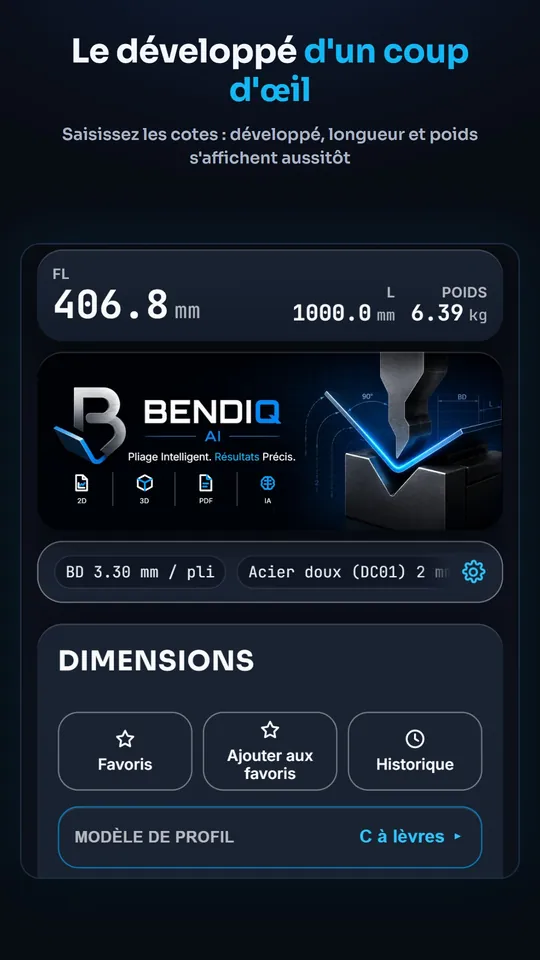 Le développé d'un coup
d'œil
Saisissez les cotes : développé, longueur et poids
s'affichent aussitôt
FL
406.8 mm
L
1000.0 mm
POIDS
6.39 kg
90°
BD
L
B
BENDIQ
AI
Pliage Intelligent. Résultats Précis.
2D
3D
PDF
IA
BD 3.30 mm / pli
Acier doux (DC01) 2 m
DIMENSIONS
Favoris
Ajouter aux
favoris
Historique
MODÈLE DE PROFIL
C à lèvres